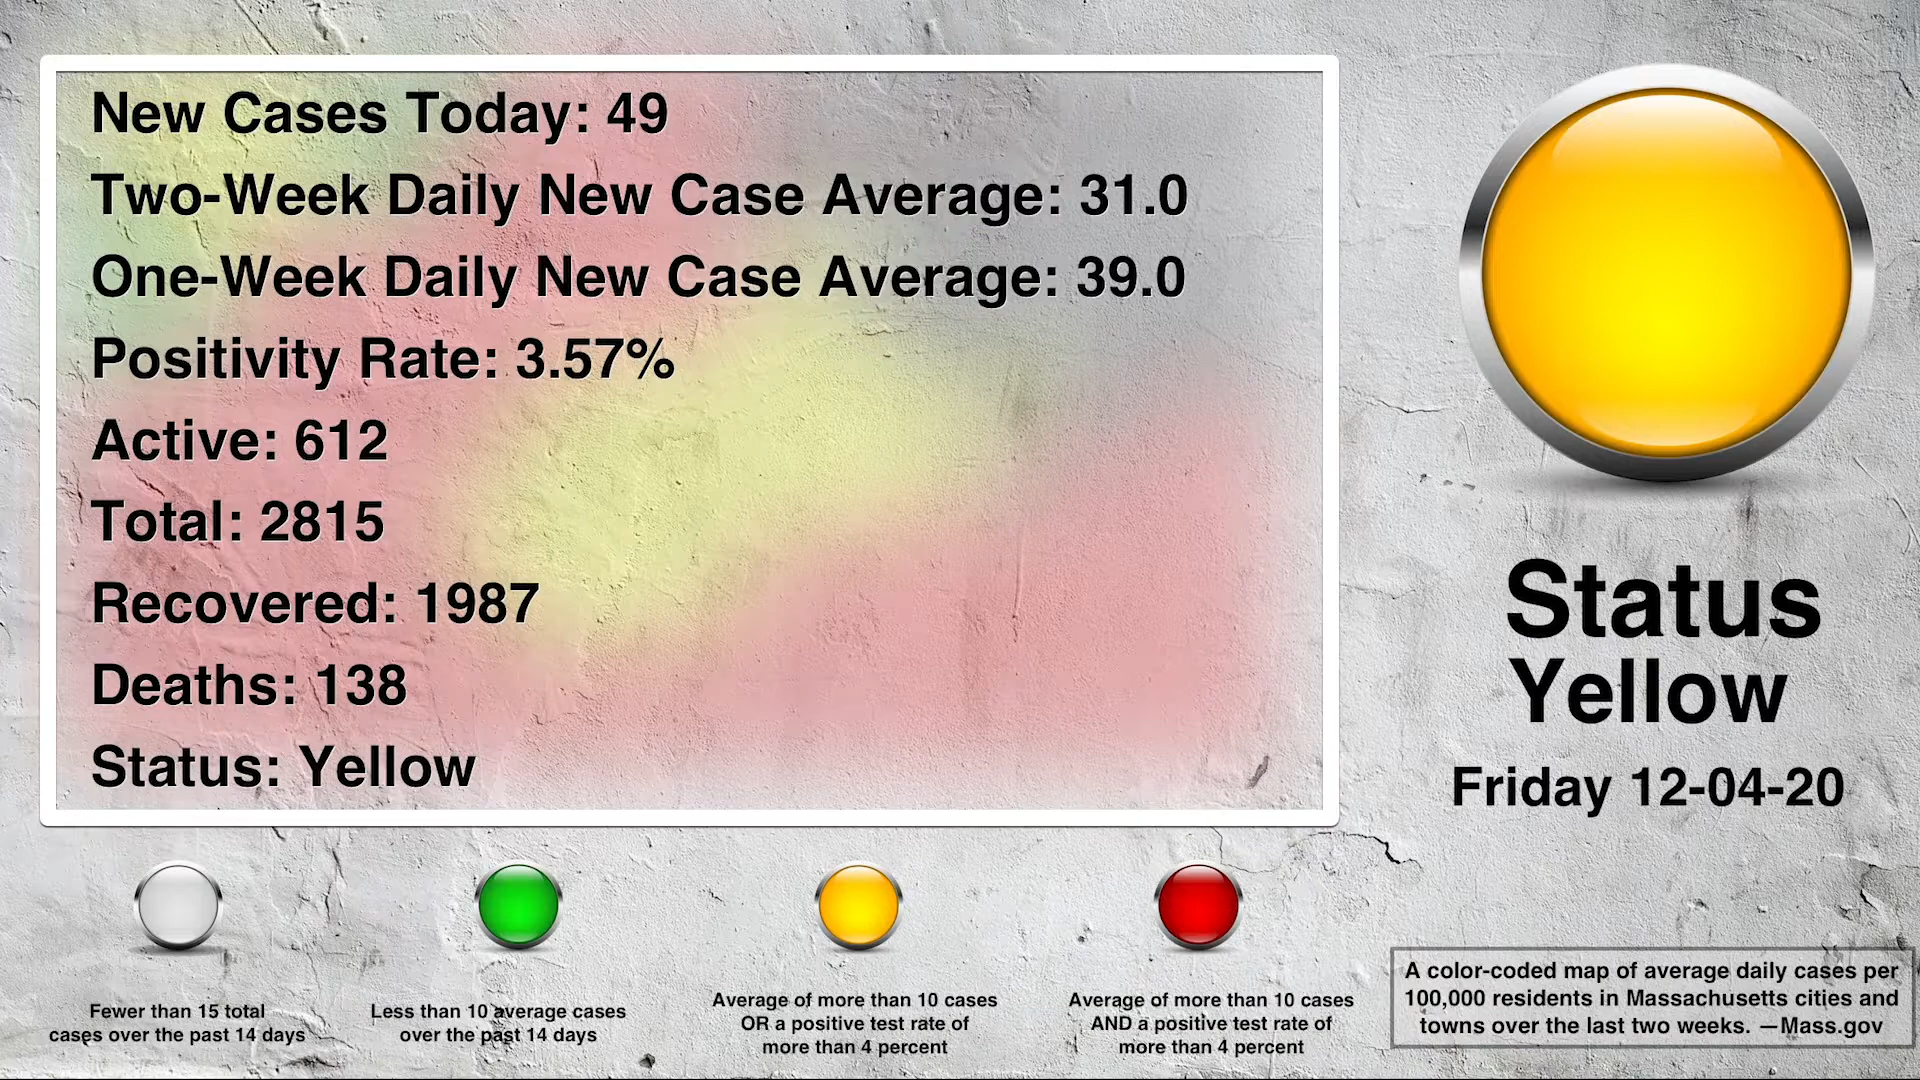 New Cases Today: 49
Two-Week Daily New Case Average: 31.0
One-Week Daily New Case Average: 39.0
Positivity Rate: 3.57%
Active: 612
Total: 2815
Recovered: 1987
Deaths: 138
Status: Yellow
Status
Yellow
Friday 12-04-20
Fewer than 15 total
cases over the past 14 days
Less than 10 average cases
over the past 14 days
Average of more than 10 cases
OR a positive test rate of
more than 4 percent
Average of more than 10 cases
AND a positive test rate of
more than 4 percent
A color-coded map of average daily cases per
100,000 residents in Massachusetts cities and
towns over the last two weeks. —Mass.gov